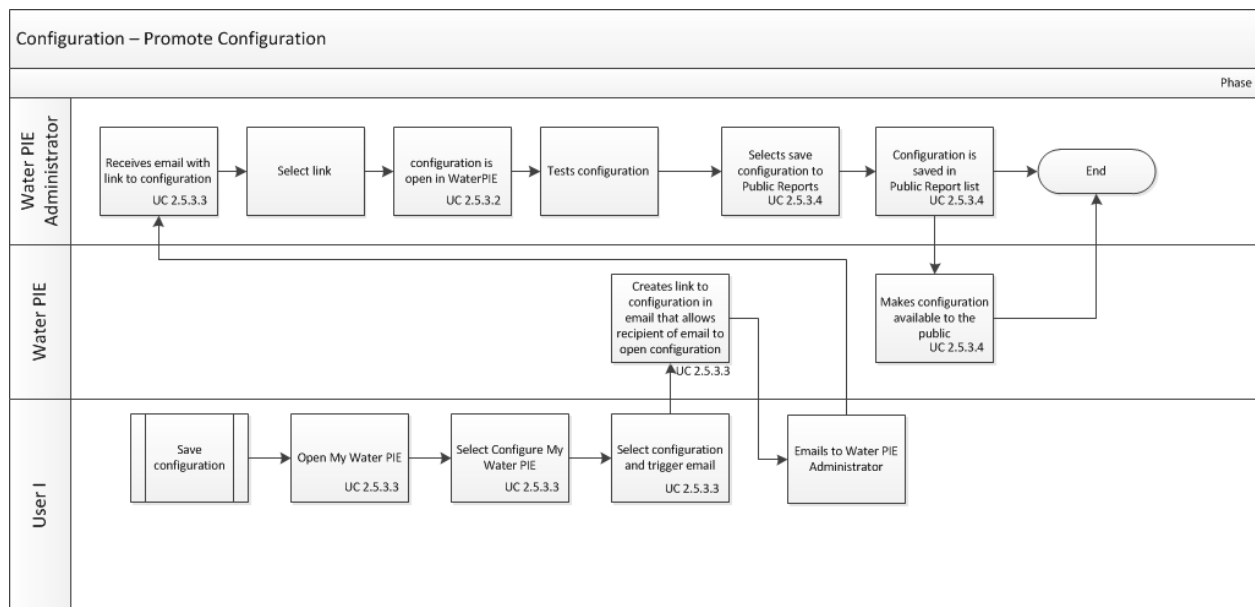 Configuration – Promote Configuration
Phase
Water PIE
Administrator
Receives email with
link to configuration
UC 2.5.3.3
Select link
configuration is
open in WaterPIE
UC 2.5.3.2
Tests configuration
Selects save
configuration to
Public Reports
UC 2.5.3.4
Configuration is
saved in
Public Report list
UC 2.5.3.4
End
Water PIE
Creates link to
configuration in
email that allows
recipient of email to
open configuration
UC 2.5.3.3
Makes configuration
available to the
public
UC 2.5.3.4
User I
Save
configuration
Open My Water PIE
UC 2.5.3.3
Select Configure My
Water PIE
UC 2.5.3.3
Select configuration
and trigger email
UC 2.5.3.3
Emails to Water PIE
Administrator